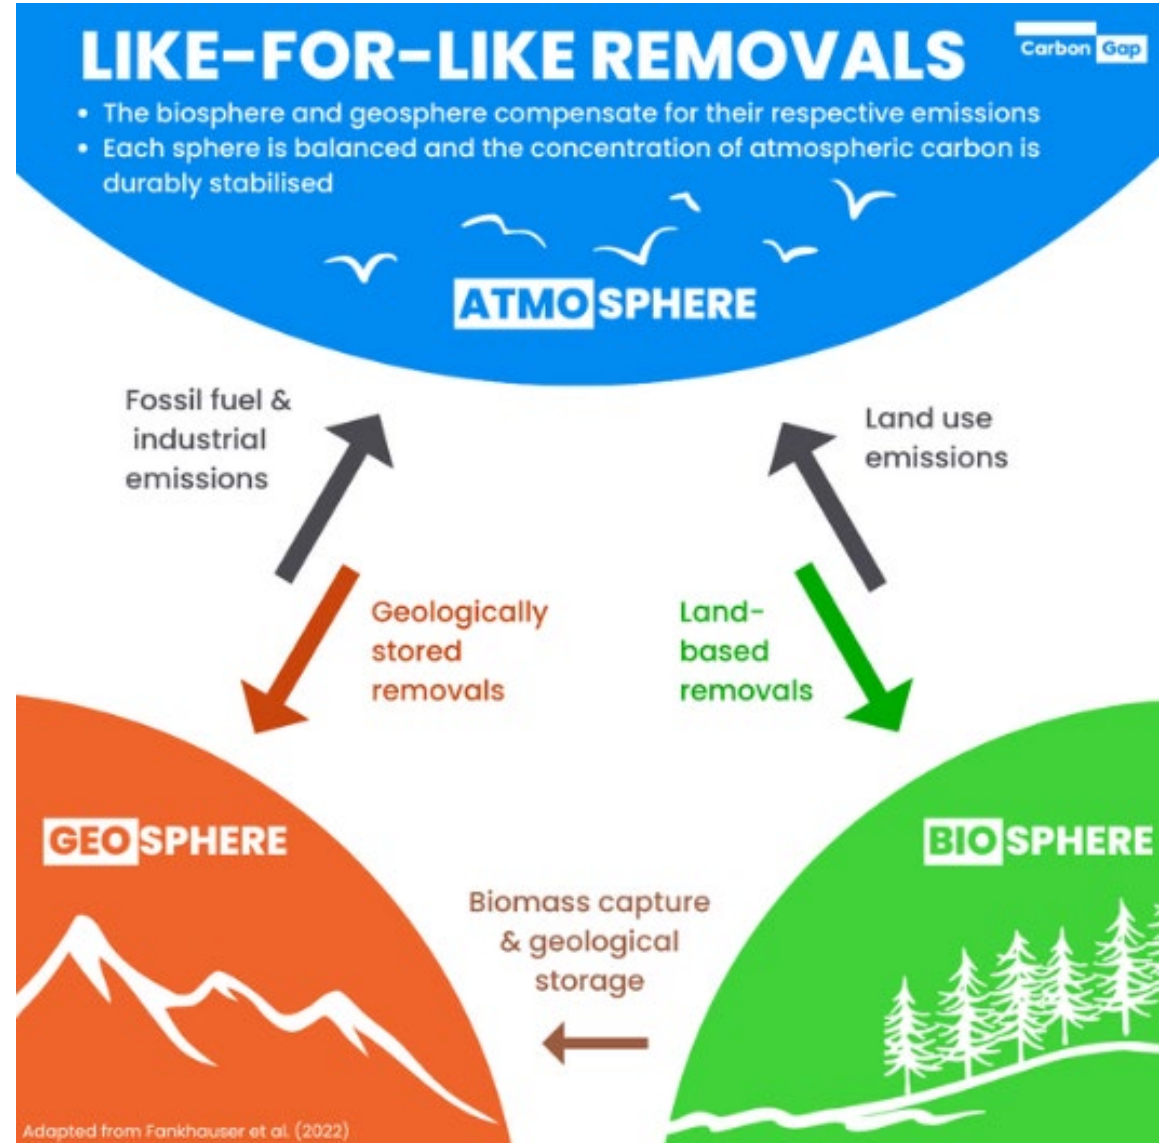 LIKE-FOR-LIKE REMOVALS
Carbon Gap
• The biosphere and geosphere compensate for their respective emissions
• Each sphere is balanced and the concentration of atmospheric carbon is
durably stabilised
ATMOSPHERE
Fossil fuel &
industrial
emissions
Land use
emissions
Geologically
stored
removals
Land-
based
removals
GEOSPHERE
BIOSPHERE
Biomass capture
& geological
storage
Adapted from Fankhauser et al. (2022)